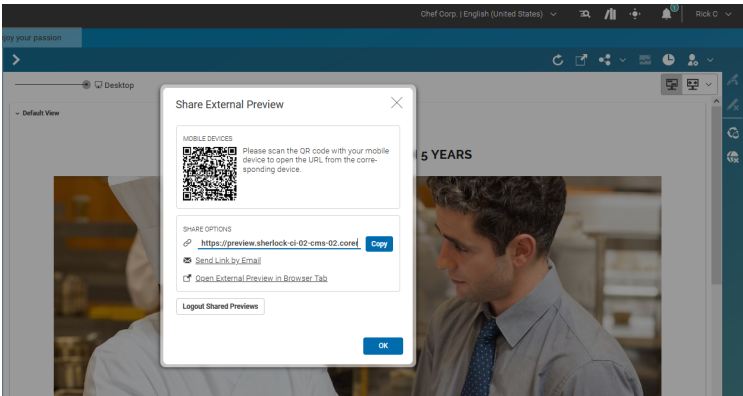 Chef Corp. | English (United States)
Rick C
joy your passion
Desktop
Default View
Share External Preview
MOBILE DEVICES
Please scan the QR code with your mobile
device to open the URL from the corre-
sponding device.
5 YEARS
SHARE OPTIONS
https://preview.sherlock-ci-02-cms-02.core
Copy
Send Link by Email
Open External Preview in Browser Tab
Logout Shared Previews
OK